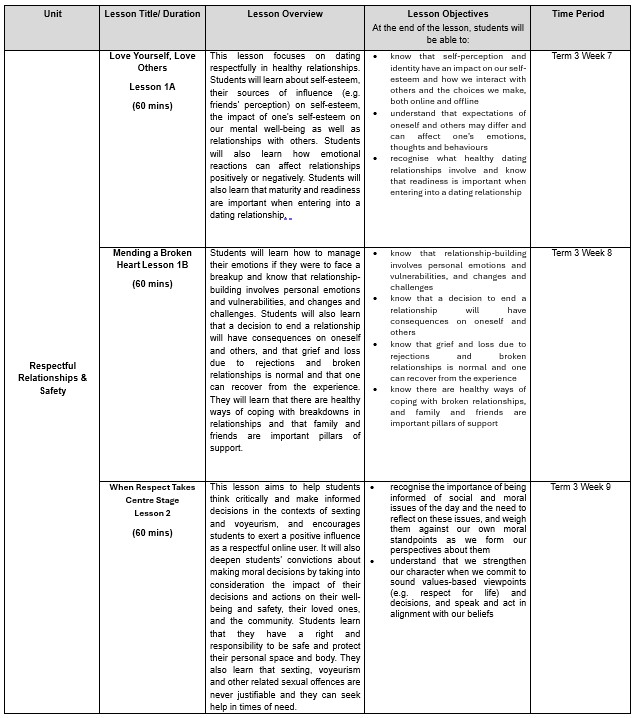 Unit
Lesson Title/ Duration
Lesson Overview
Lesson Objectives
At the end of the lesson, students will
be able to:
Time Period
Respectful
Relationships &
Safety
Love Yourself, Love
Others
Lesson 1A
(60 mins)
This lesson focuses on dating
respectfully in healthy relationships.
Students will learn about self-esteem,
their sources of influence (e.g.
friends' perception) on self-esteem,
the impact of one's self-esteem on
our mental well-being as well as
relationships with others. Students
will also learn how emotional
reactions can affect relationships
positively or negatively. Students will
also learn that maturity and readiness
are important when entering into a
dating relationship.
• know that self-perception and
identity have an impact on our self-
esteem and how we interact with
others and the choices we make,
both online and offline
• understand that expectations of
oneself and others may differ and
can affect one's emotions,
thoughts and behaviours
• recognise what healthy dating
relationships involve and know
that readiness is important when
entering into a dating relationship
Term 3 Week 7
Mending a Broken
Heart Lesson 1B
(60 mins)
Students will learn how to manage
their emotions if they were to face a
breakup and know that relationship-
building involves personal emotions
and vulnerabilities, and changes and
challenges. Students will also learn
that a decision to end a relationship
will have consequences on oneself
and others, and that grief and loss
due to rejections and broken
relationships is normal and that one
can recover from the experience.
They will learn that there are healthy
ways of coping with breakdowns in
relationships and that family and
friends are important pillars of
support.
• know that relationship-building
involves personal emotions and
vulnerabilities, and changes and
challenges
• know that a decision to end a
relationship will have
consequences on oneself and
others
• know that grief and loss due to
rejections and broken
relationships is normal and one
can recover from the experience
• know there are healthy ways of
coping with broken relationships,
and family and friends are
important pillars of support
Term 3 Week 8
When Respect Takes
Centre Stage
Lesson 2
(60 mins)
This lesson aims to help students
think critically and make informed
decisions in the contexts of sexting
and voyeurism, and encourages
students to exert a positive influence
as a respectful online user. It will also
deepen students' convictions about
making moral decisions by taking into
consideration the impact of their
decisions and actions on their well-
being and safety, their loved ones,
and the community. Students learn
that they have a right and
responsibility to be safe and protect
their personal space and body. They
also learn that sexting, voyeurism
and other related sexual offences are
never justifiable and they can seek
help in times of need.
• recognise the importance of being
informed of social and moral
issues of the day and the need to
reflect on these issues, and weigh
them against our own moral
standpoints as we form our
perspectives about them
• understand that we strengthen
our character when we commit to
sound values-based viewpoints
(e.g. respect for life) and
decisions, and speak and act in
alignment with our beliefs
Term 3 Week 9